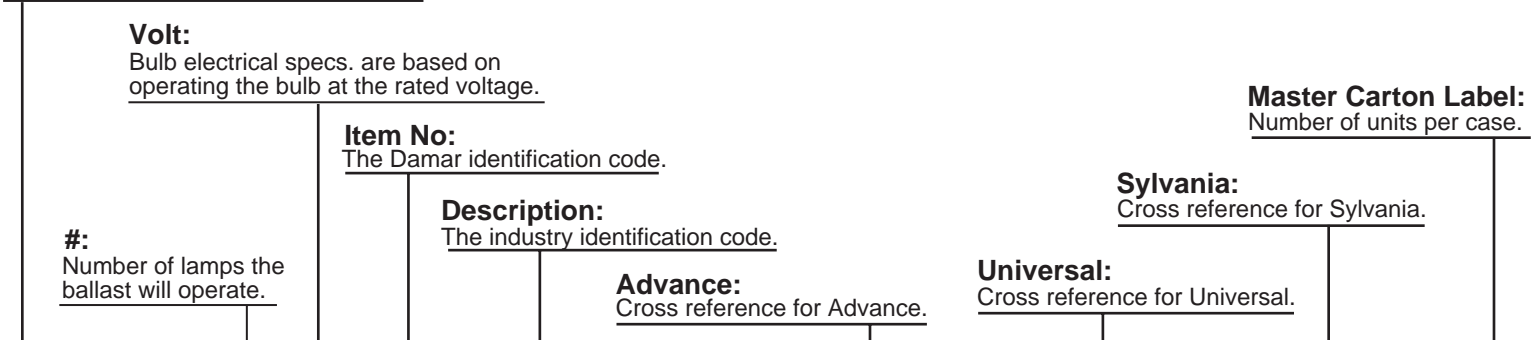 Volt:
Bulb electrical specs. are based on
operating the bulb at the rated voltage.
Master Carton Label:
Number of units per case.
Item No:
The Damar identification code.
Sylvania:
Cross reference for Sylvania.
Description:
The industry identification code.
#:
Number of lamps the
ballast will operate.
Universal:
Cross reference for Universal.
Advance:
Cross reference for Advance.